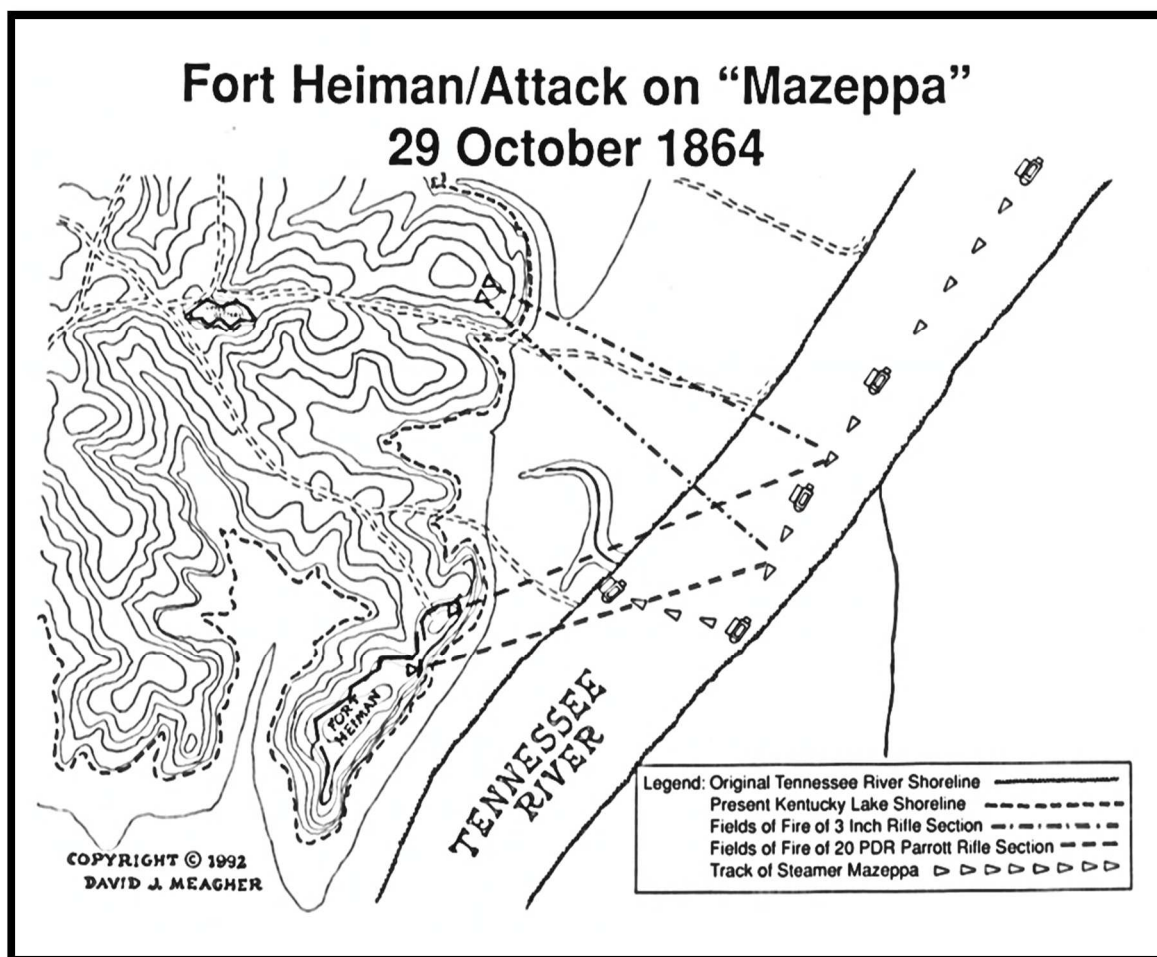 Fort Heiman/Attack on “Mazeppa”
29 October 1864
FORT
HEIMAN
TENNESSEE
RIVER
Legend: Original Tennessee River Shoreline
Present Kentucky Lake Shoreline
Fields of Fire of 3 Inch Rifle Section
Fields of Fire of 20 PDR Parrott Rifle Section
Track of Steamer Mazeppa
COPYRIGHT © 1992
DAVID J. MEAGHER